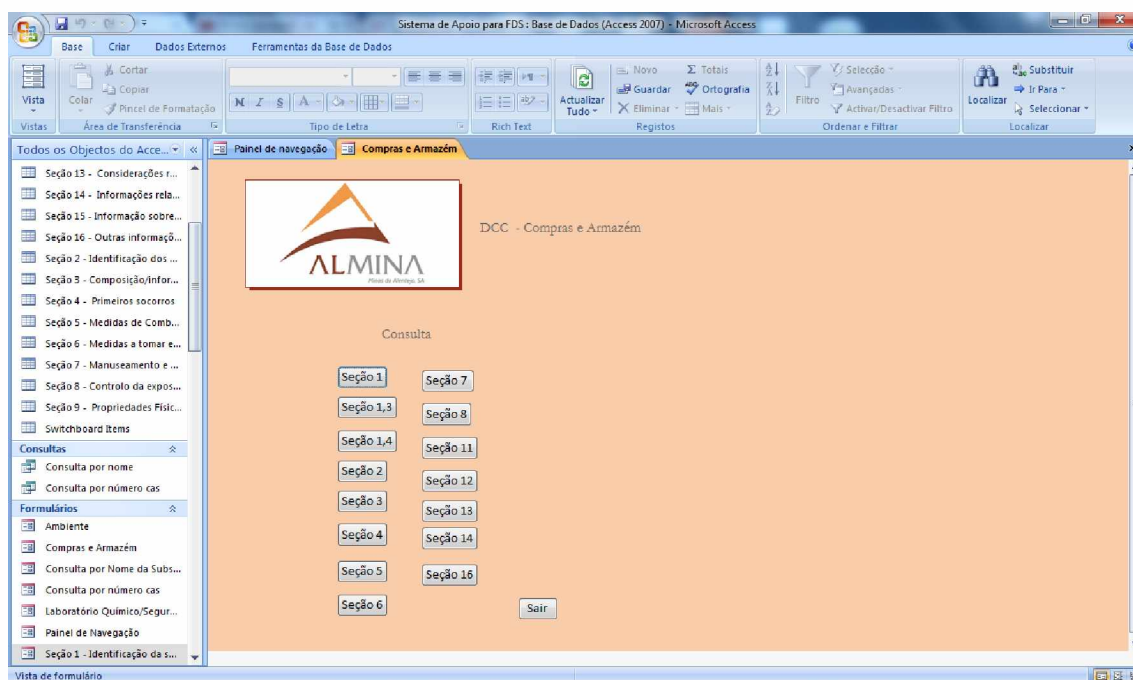 Sistema de Apoio para FDS : Base de Dados (Access 2007) - Microsoft Access
Base Criar Dados Externos Ferramentas da Base de Dados
Vista
Vistas
Colar
Cortar
Copiar
Pincel de Formatação
Área de Transferência
N I S A
Tipo de Letra
Rich Text
Actualizar Tudo
Novo
Guardar
Eliminar
Totais
Ortografia
Mais
Registos
Filtro
Selecção
Avançadas
Activar/Desactivar Filtro
Ordenar e Filtrar
Localizar
Substituir
Ir Para
Seleccionar
Localizar
Todos os Objectos do Acce...
Seção 13 - Considerações r...
Seção 14 - Informações rela...
Seção 15 - Informação sobre...
Seção 16 - Outras informaçõ...
Seção 2 - Identificação dos ...
Seção 3 - Composição/infor...
Seção 4 - Primeiros socorros
Seção 5 - Medidas de Comb...
Seção 6 - Medidas a tomar e...
Seção 7 - Manuseamento e ...
Seção 8 - Controlo da expos...
Seção 9 - Propriedades Físic...
Switchboard Items
Consultas
Consulta por nome
Consulta por número cas
Formulários
Ambiente
Compras e Armazém
Consulta por Nome da Subs...
Consulta por número cas
Laboratório Químico/Segur...
Painel de Navegação
Seção 1 - Identificação da s...
Painel de navegação Compras e Armazém
ALMINA
Minas do Alentejo, SA
DCC - Compras e Armazém
Consulta
Seção 1 Seção 7
Seção 1,3 Seção 8
Seção 1,4 Seção 11
Seção 2 Seção 12
Seção 3 Seção 13
Seção 4 Seção 14
Seção 5 Seção 16
Seção 6 Sair
Vista de formulário